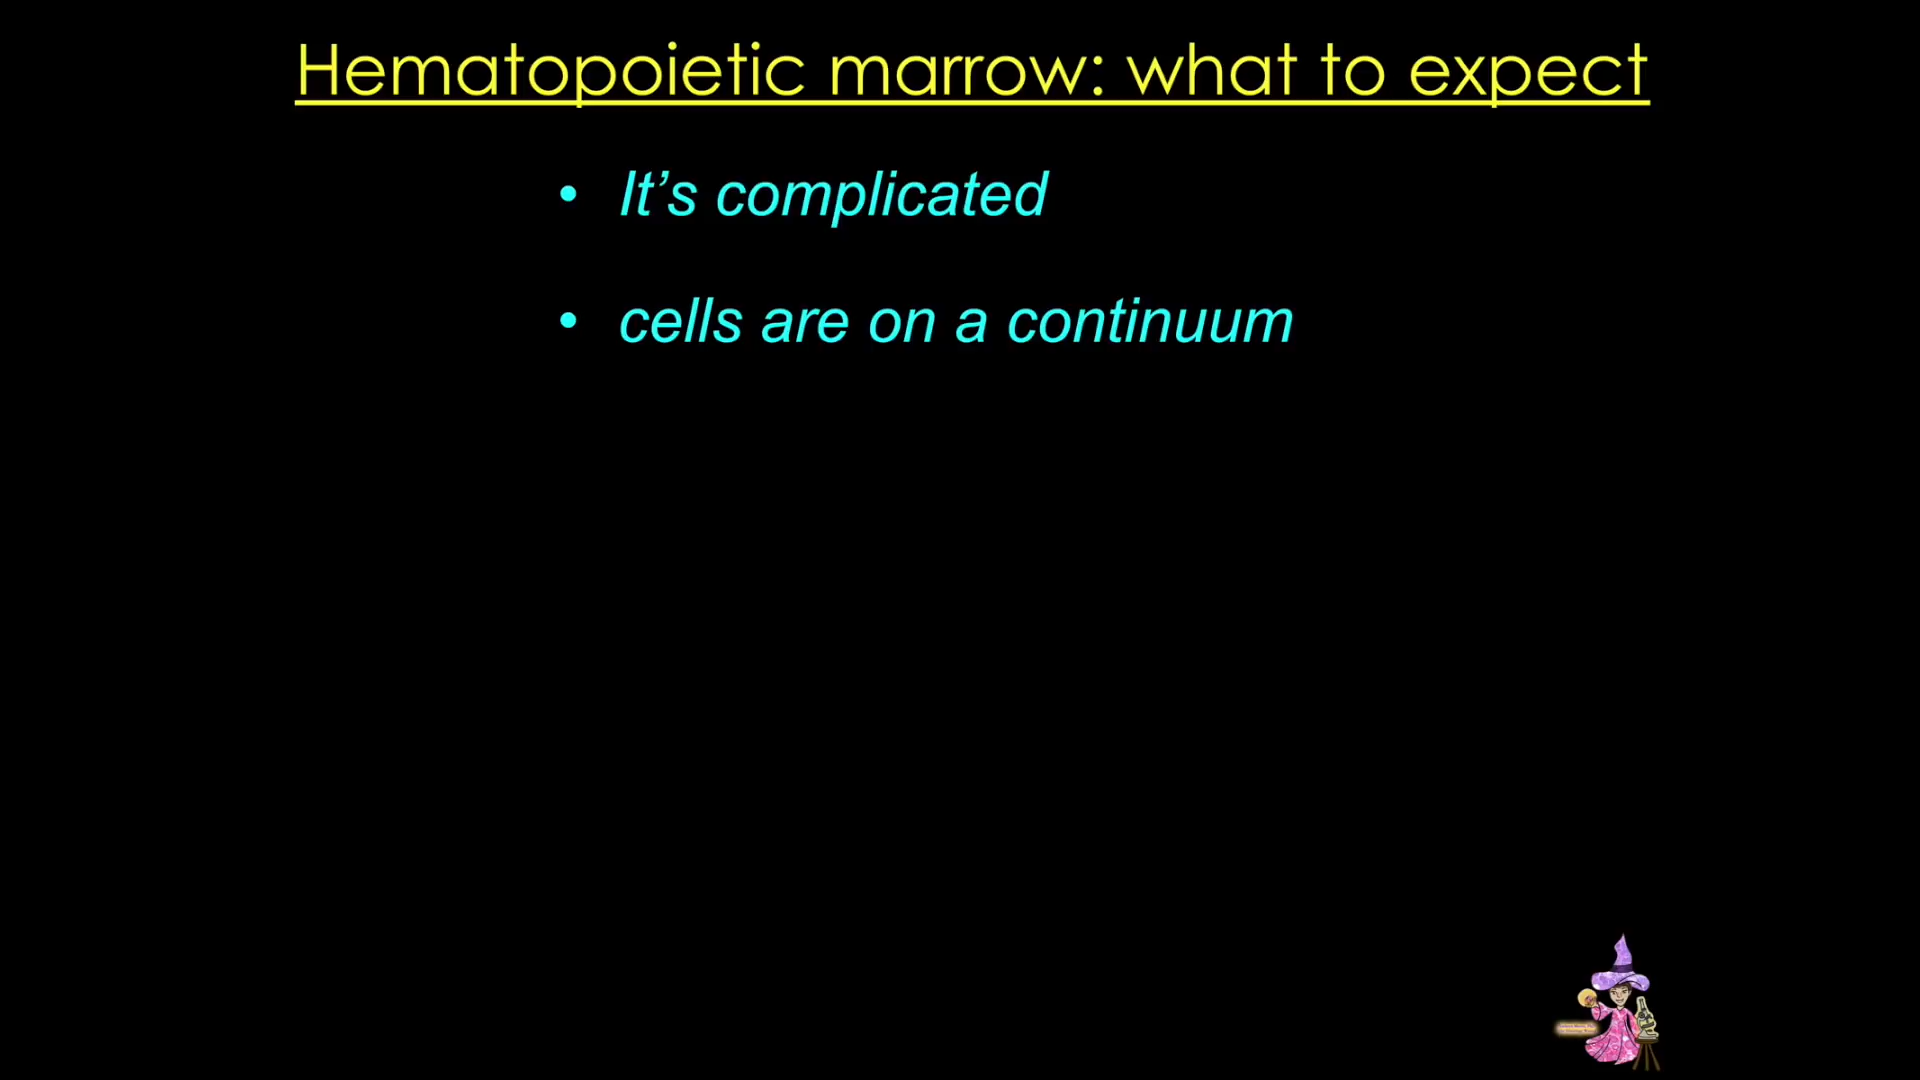 Hematopoietic marrow: what to expect
• It’s complicated
• cells are on a continuum